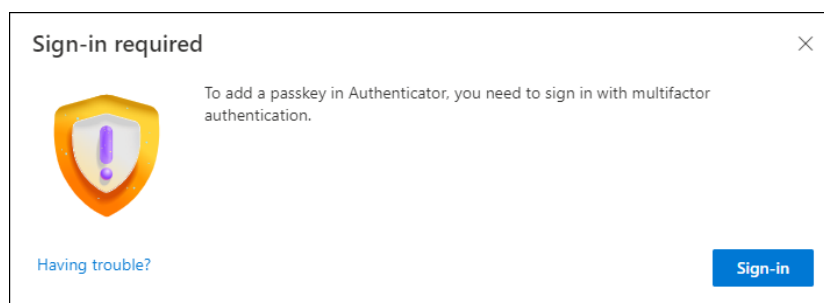 Sign-in required
To add a passkey in Authenticator, you need to sign in with multifactor
authentication.
Having trouble?
Sign-in